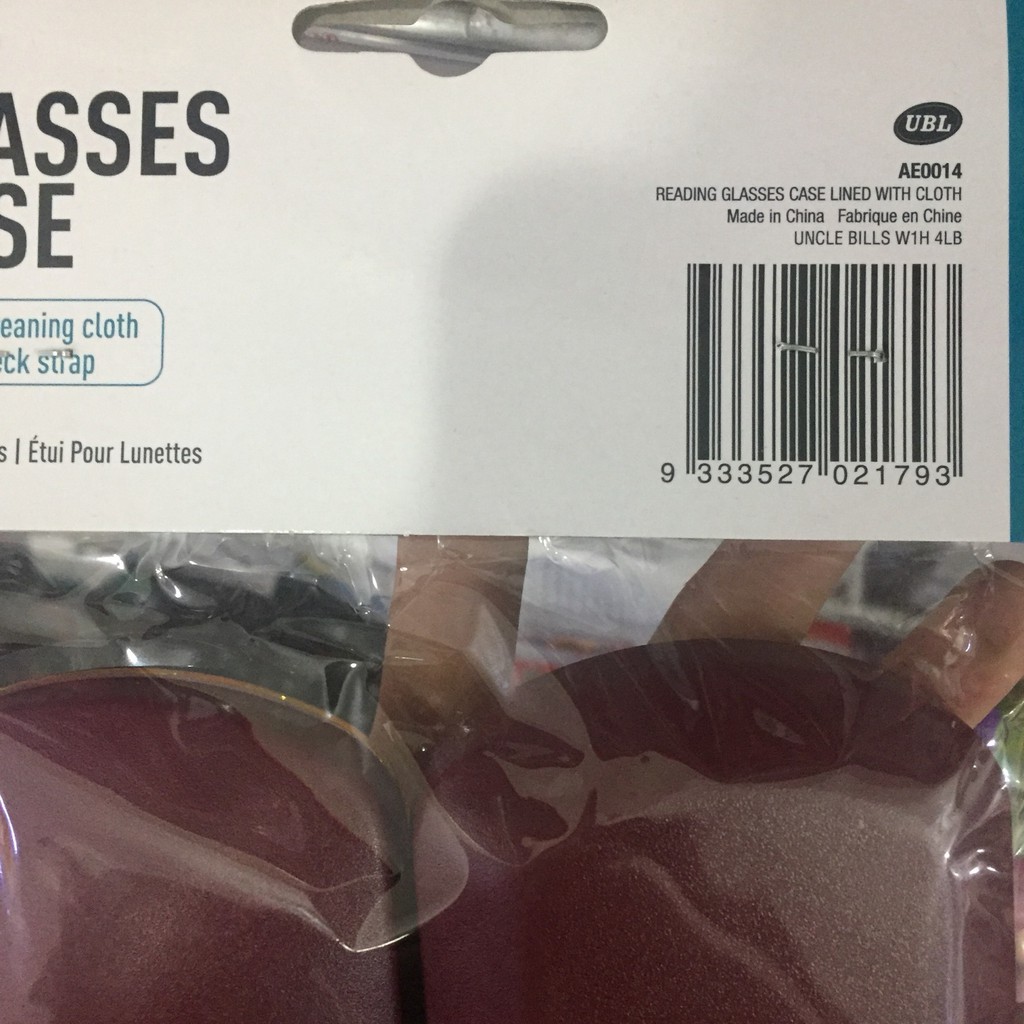 ASSES
SE
eaning cloth
eck strap
s | Étui Pour Lunettes
UBL
AE0014
READING GLASSES CASE LINED WITH CLOTH
Made in China Fabrique en Chine
UNCLE BILLS W1H 4LB
9 333527 021793